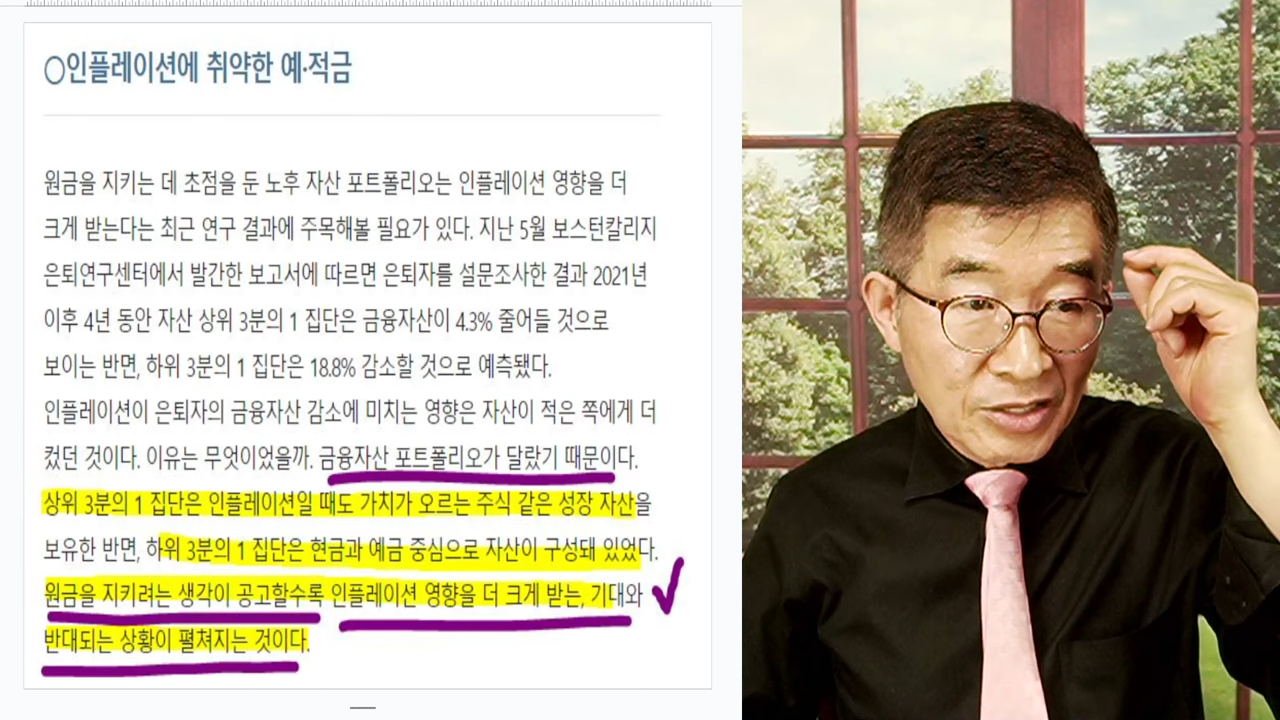 ○인플레이션에 취약한 예·적금
원금을 지키는 데 초점을 둔 노후 자산 포트폴리오는 인플레이션 영향을 더
크게 받는다는 최근 연구 결과에 주목해볼 필요가 있다. 지난 5월 보스턴칼리지
은퇴연구센터에서 발간한 보고서에 따르면 은퇴자를 설문조사한 결과 2021년
이후 4년 동안 자산 상위 3분의 1 집단은 금융자산이 4.3% 줄어들 것으로
보이는 반면, 하위 3분의 1 집단은 18.8% 감소할 것으로 예측됐다.
인플레이션이 은퇴자의 금융자산 감소에 미치는 영향은 자산이 적은 쪽에게 더
컸던 것이다. 이유는 무엇이었을까. 금융자산 포트폴리오가 달랐기 때문이다.
상위 3분의 1 집단은 인플레이션일 때도 가치가 오르는 주식 같은 성장 자산을
보유한 반면, 하위 3분의 1 집단은 현금과 예금 중심으로 자산이 구성돼 있었다.
원금을 지키려는 생각이 공고할수록 인플레이션 영향을 더 크게 받는, 기대와
반대되는 상황이 펼쳐지는 것이다.